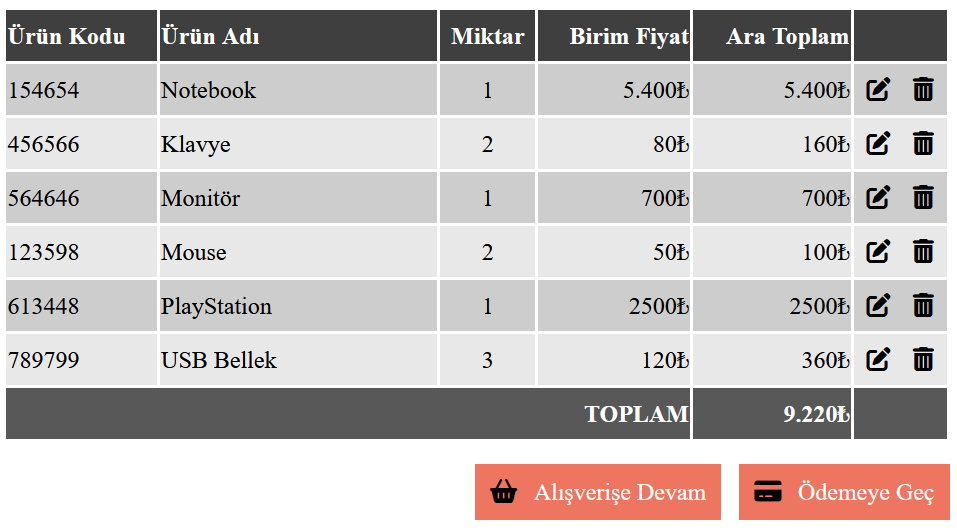 Ürün Kodu Ürün Adı Miktar Birim Fiyat Ara Toplam
154654 Notebook 1 5.400₺ 5.400₺
456566 Klavye 2 80₺ 160₺
564646 Monitör 1 700₺ 700₺
123598 Mouse 2 50₺ 100₺
613448 PlayStation 1 2500₺ 2500₺
789799 USB Bellek 3 120₺ 360₺
TOPLAM 9.220₺
Alışverişe Devam Ödemeye Geç